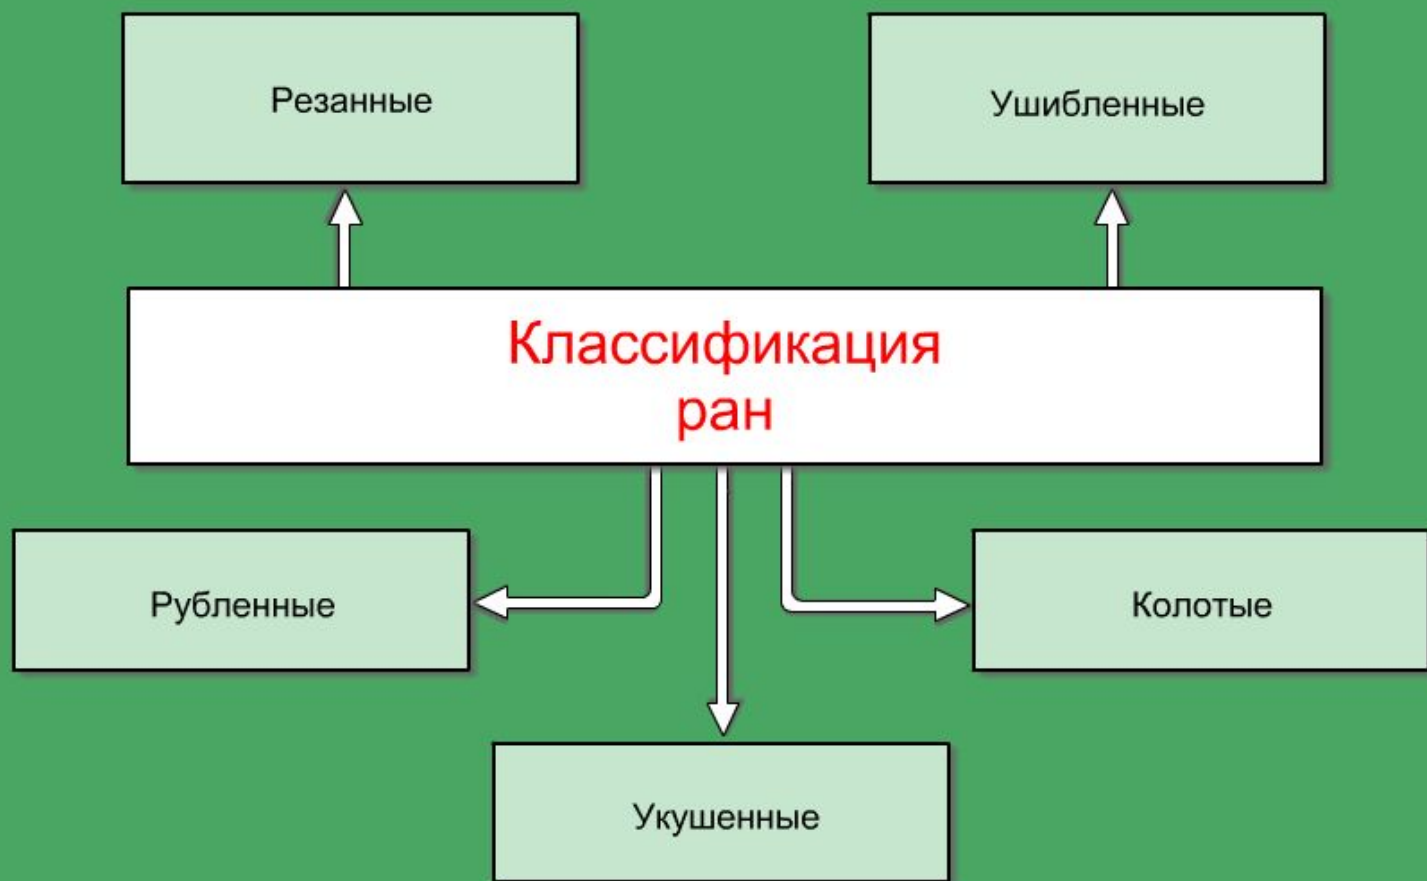 Резанные
Ушибленные
Классификация
ран
Рубленные
Колотые
Укушенные